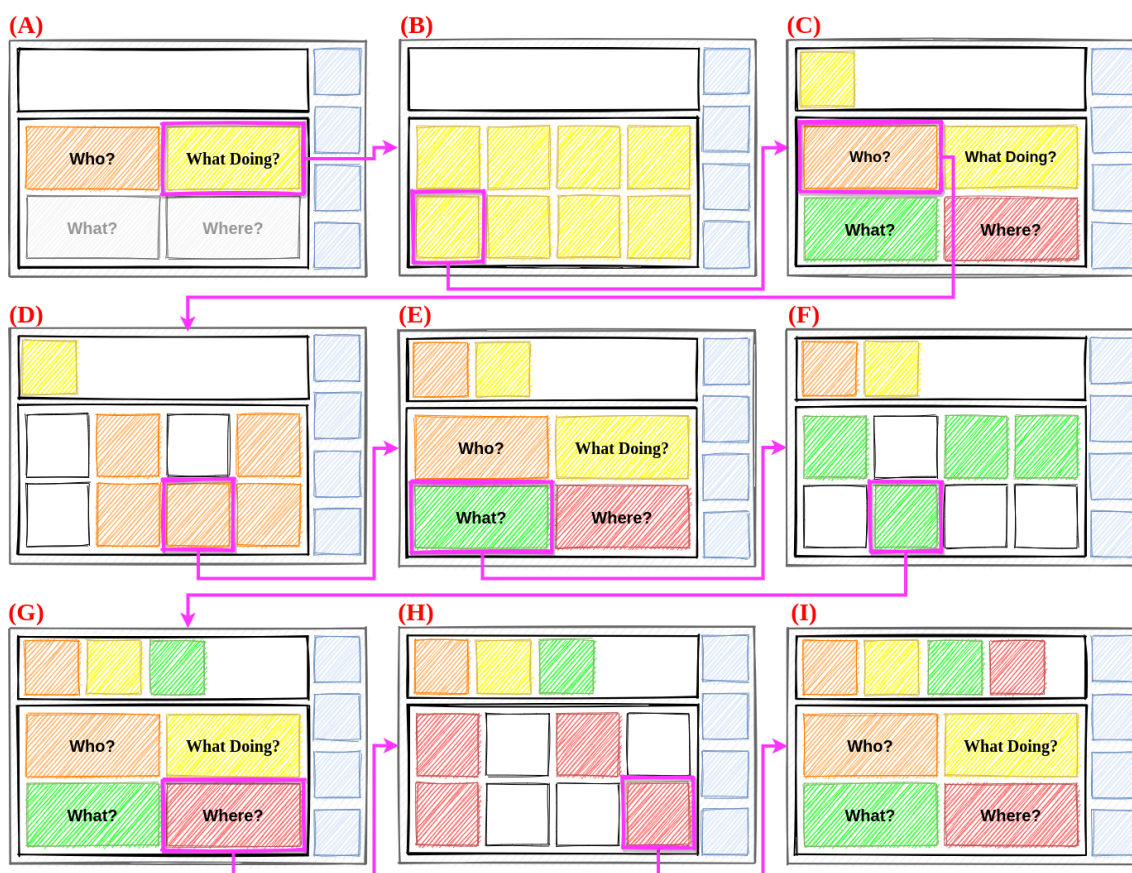 (A)
(B)
(C)
Who?
What Doing?
What?
Where?
Who?
What Doing?
What?
Where?
(D)
(E)
(F)
Who?
What Doing?
What?
Where?
(G)
(H)
(I)
Who?
What Doing?
What?
Where?
Who?
What Doing?
What?
Where?